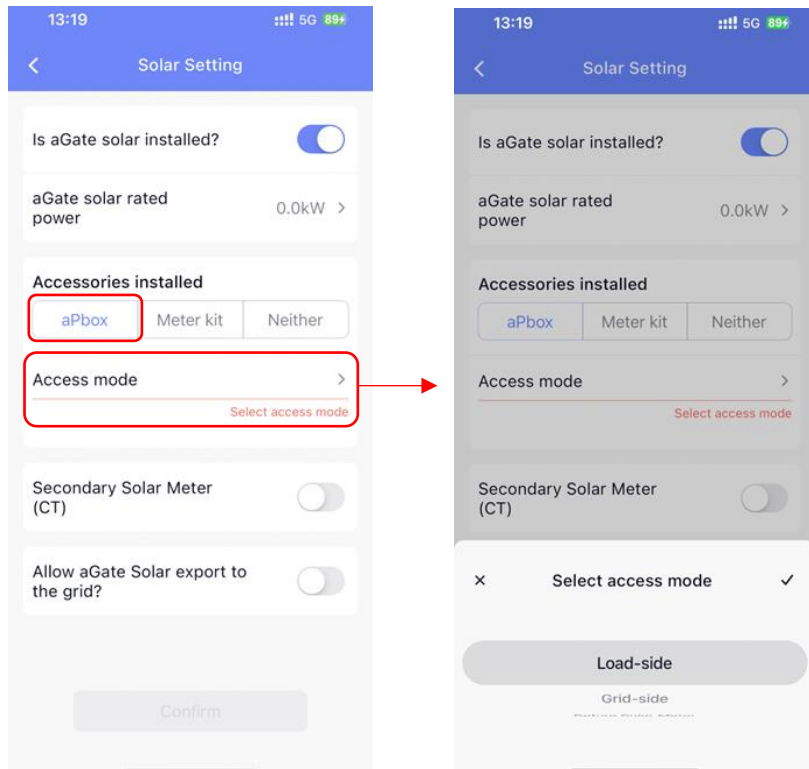 13:19
5G 89
Solar Setting
Is aGate solar installed?
aGate solar rated
power
0.0kW
Accessories installed
aPbox Meter kit Neither
Access mode
Select access mode
Secondary Solar Meter
(CT)
Allow aGate Solar export to
the grid?
Confirm
13:19
5G 89
Solar Setting
Is aGate solar installed?
aGate solar rated
power
0.0kW
Accessories installed
aPbox Meter kit Neither
Access mode
Select access mode
Secondary Solar Meter
(CT)
Select access mode
Load-side
Grid-side